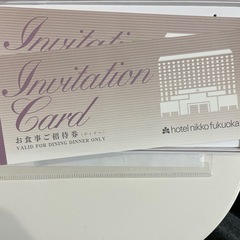 Invitati
Invitation
Card
お食事ご招待券(ディナー)
VALID FOR DINING DINNER ONLY
hotel nikko fukuoka